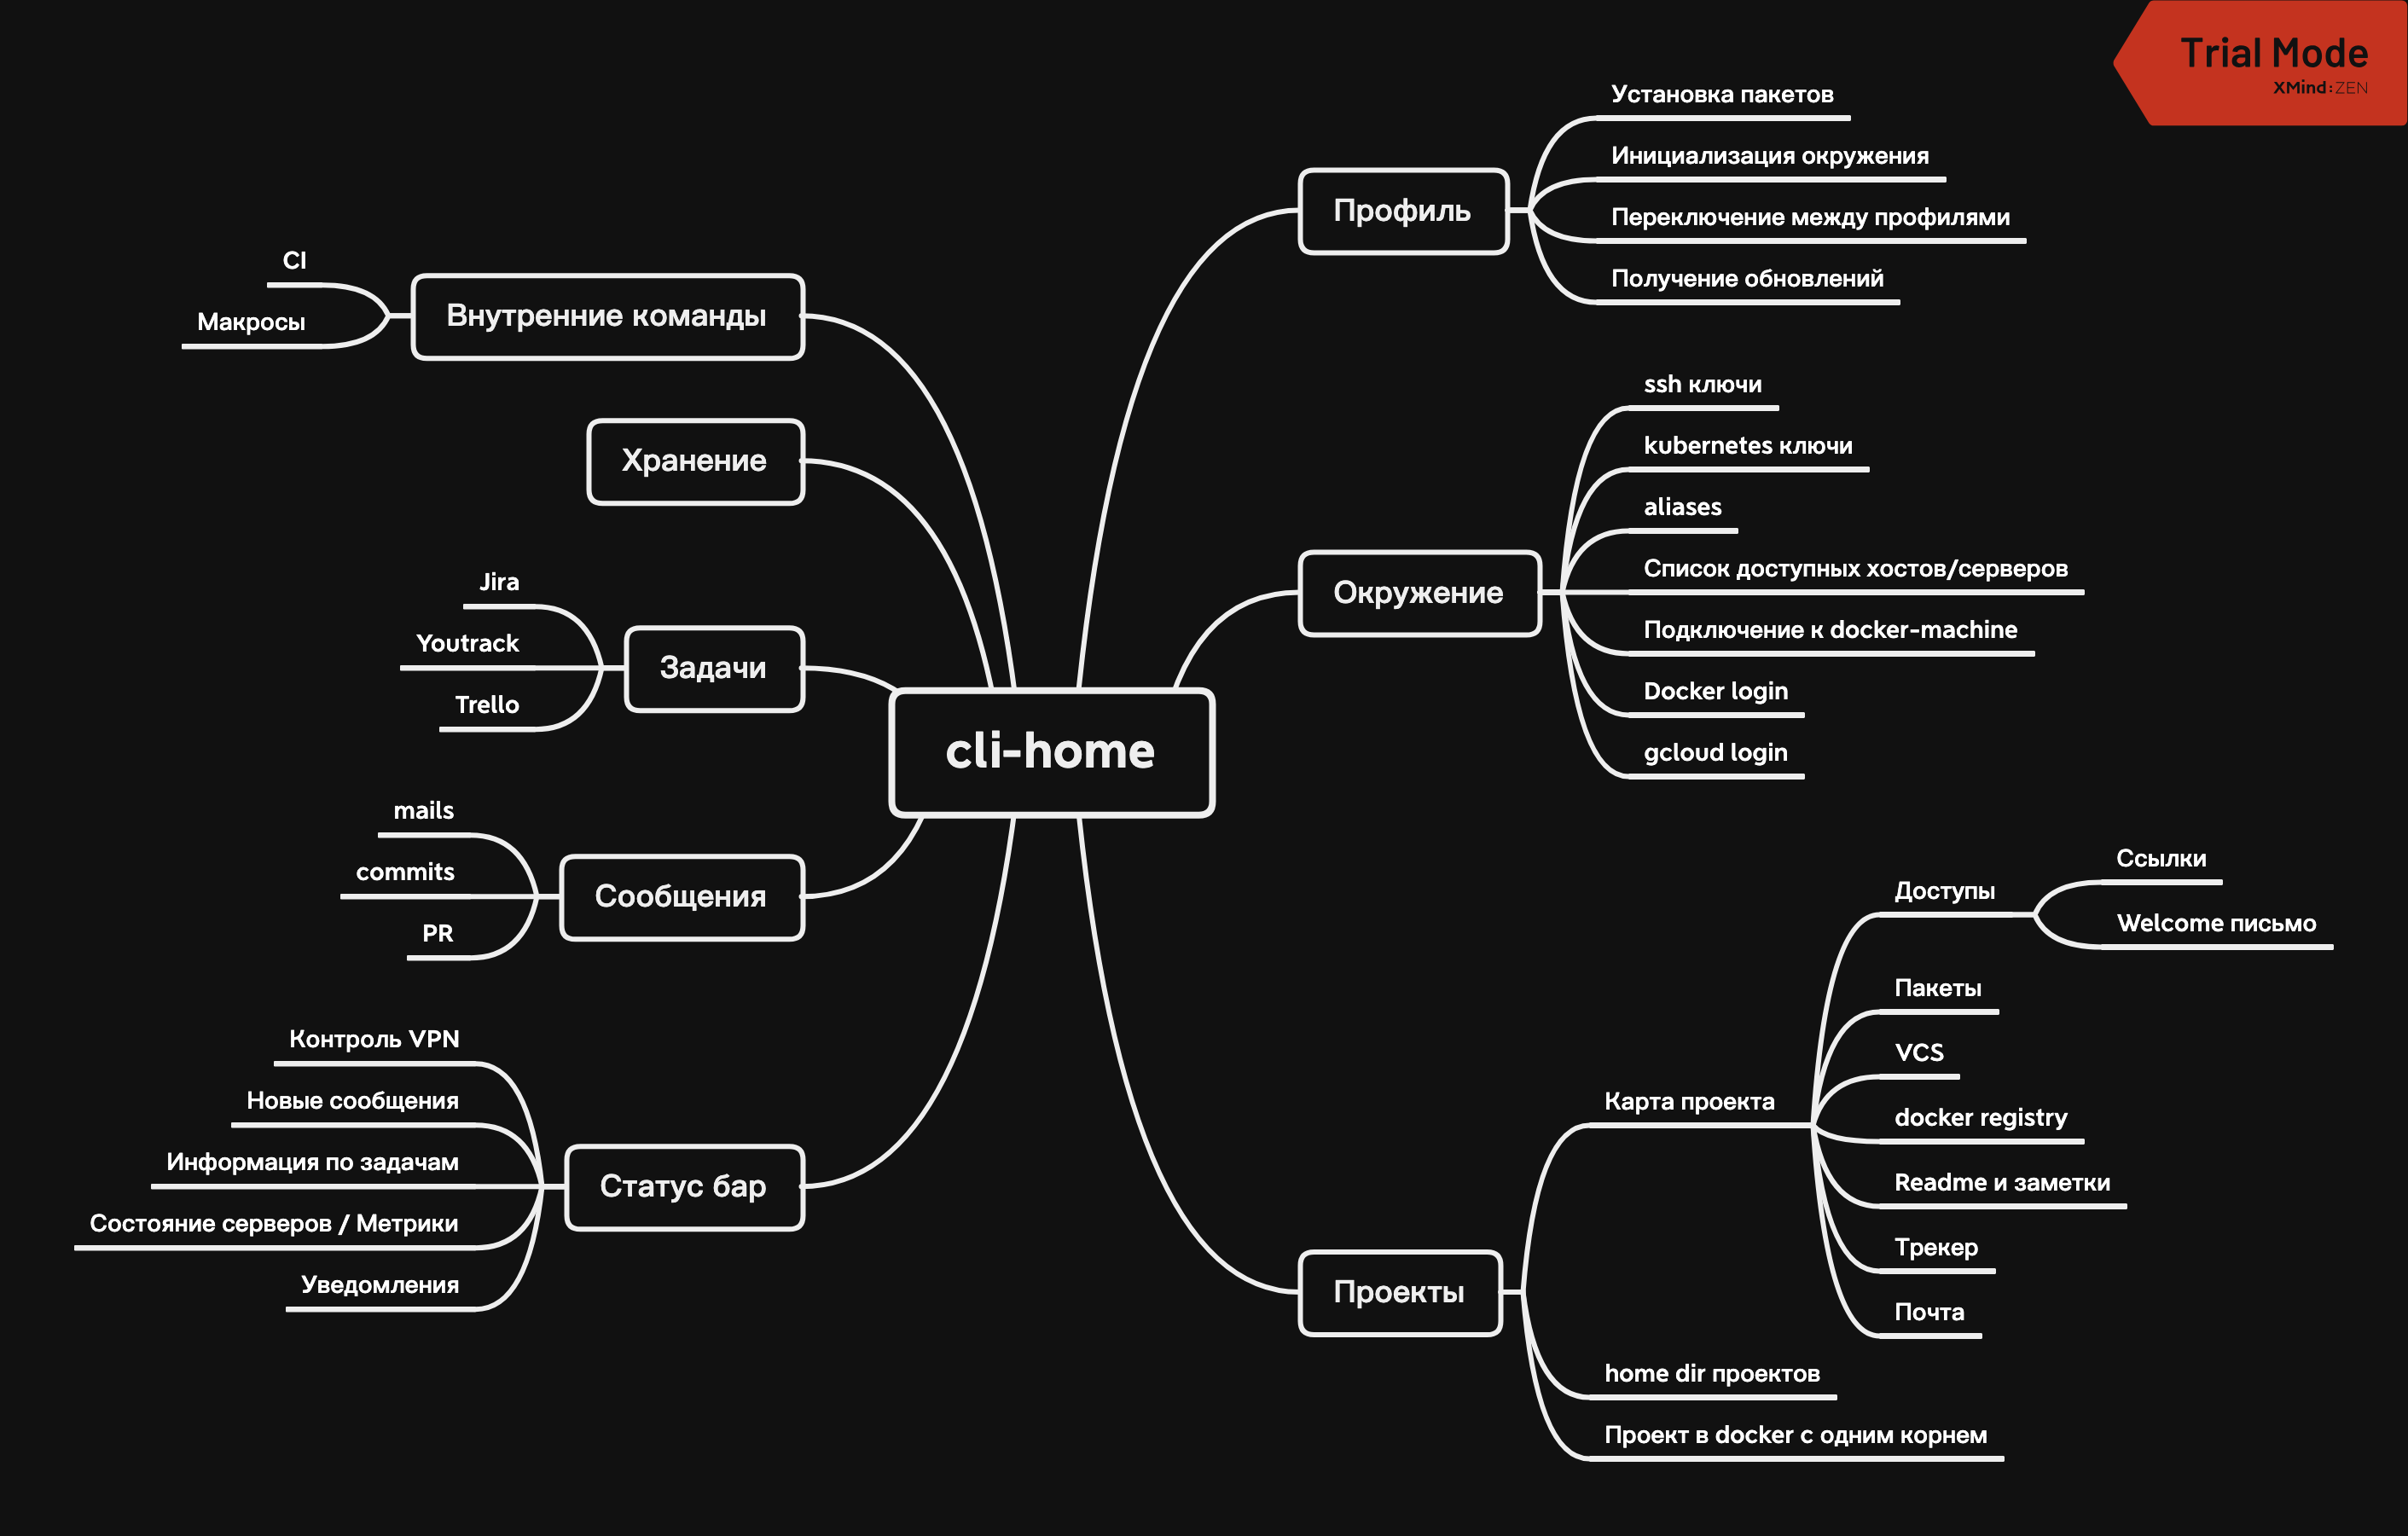 Trial Mode
XMind:ZEN
cli-home
Профиль
Установка пакетов
Инициализация окружения
Переключение между профилями
Получение обновлений
Окружение
ssh ключи
kubernetes ключи
aliases
Список доступных хостов/серверов
Подключение к docker-machine
Docker login
gcloud login
Проекты
Карта проекта
Доступы
Ссылки
Welcome письмо
Пакеты
VCS
docker registry
Readme и заметки
Трекер
Почта
home dir проектов
Проект в docker с одним корнем
Внутренние команды
CI
Макросы
Хранение
Задачи
Jira
Youtrack
Trello
Сообщения
mails
commits
PR
Статус бар
Контроль VPN
Новые сообщения
Информация по задачам
Состояние серверов / Метрики
Уведомления